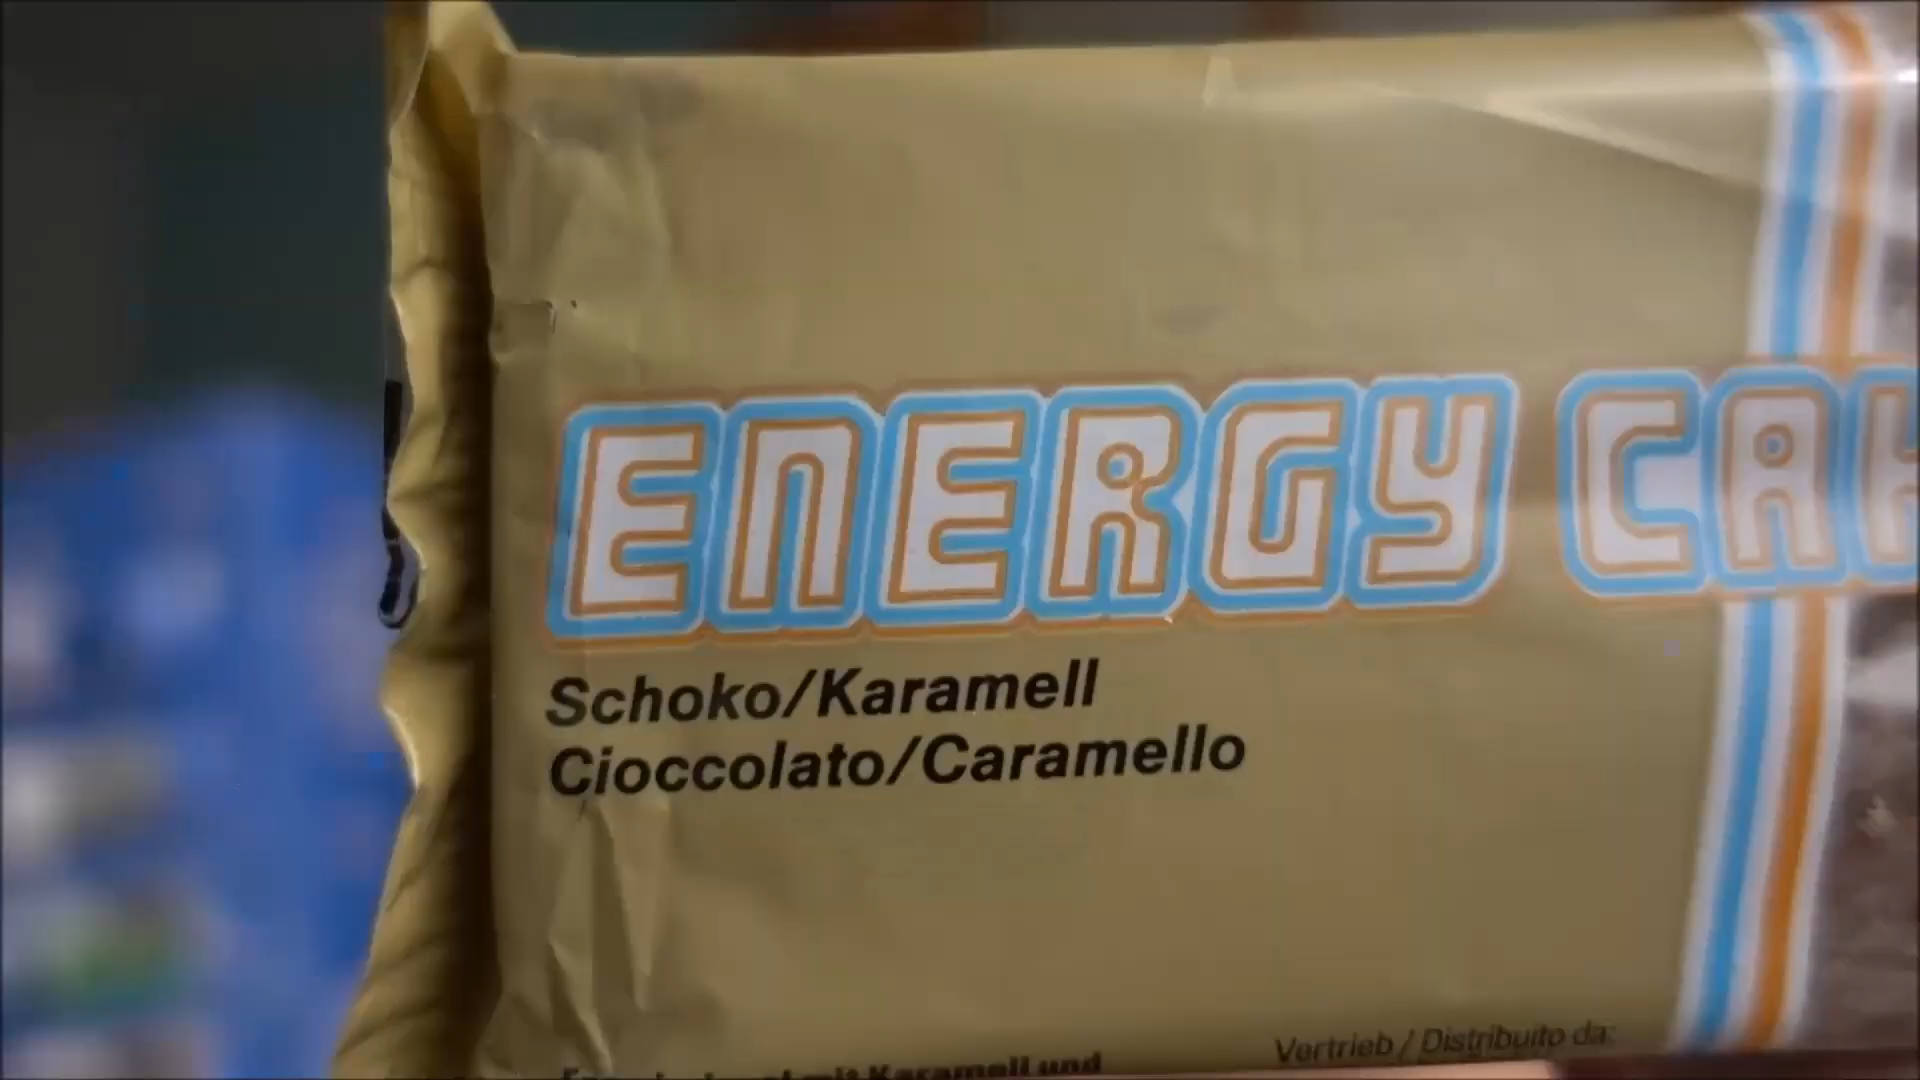 ENERGY CA
Schoko/Karamell
Cioccolato/Caramello
Vertrieb / Distribuito da:
mit Karamell und